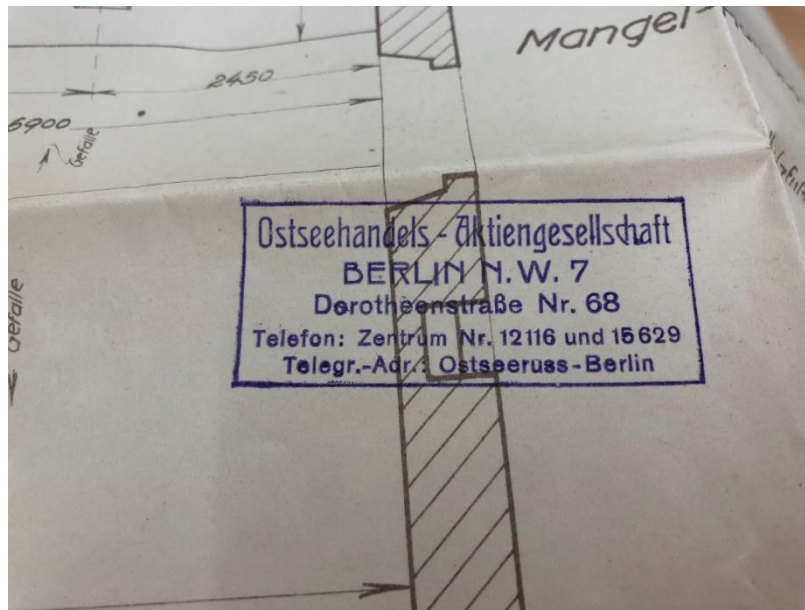 Mangel-
2450
6900
Gefälle
Gefälle
Ostseehandels-Aktiengesellschaft
BERLIN N.W. 7
Dorotheenstraße Nr. 68
Telefon: Zentrum Nr. 12116 und 15629
Telegr.-Adr.: Ostseeruss-Berlin